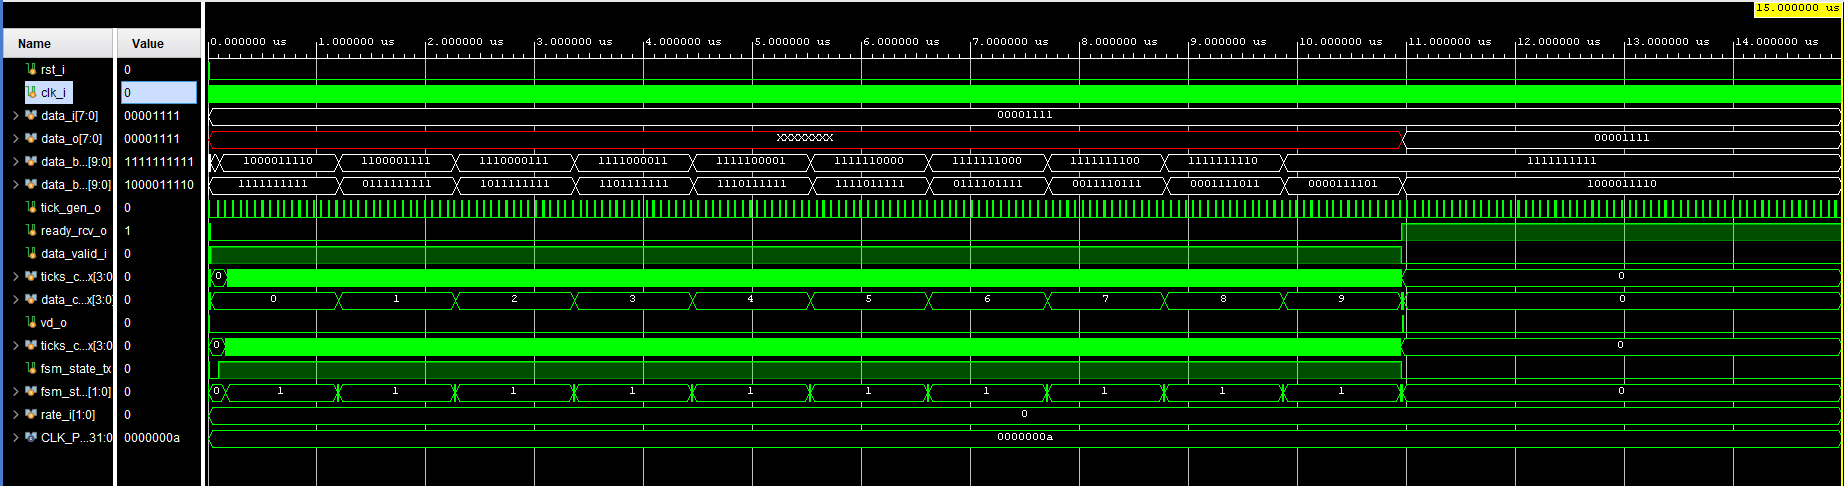 15.000000 us
Name Value 0.000000 us 1.000000 us 2.000000 us 3.000000 us 4.000000 us 5.000000 us 6.000000 us 7.000000 us 8.000000 us 9.000000 us 10.000000 us 11.000000 us 12.000000 us 13.000000 us 14.000000 us
rst_i 0
clk_i 0
data_i[7:0] 00001111 00001111
data_o[7:0] 00001111 XXXXXXXX 00001111
data_b...[9:0] 1111111111 1000011110 1100001111 1110000111 1111000011 1111100001 1111110000 1111111000 1111111100 1111111110 1111111111
data_b...[9:0] 1000011110 1111111111 0111111111 1011111111 1101111111 1110111111 1111011111 0111101111 0011110111 0001111011 0000111101 1000011110
tick_gen_o 0
ready_rcv_o 1
data_valid_i 0
ticks_c...x[3:0 0 0 0
data_c...x[3:0] 0 0 1 2 3 4 5 6 7 8 9 0
vd_o 0
ticks_c...x[3:0 0 0 0
fsm_state_tx 0
fsm_st...[1:0] 0 0 1 1 1 1 1 1 1 1 1 1 0
rate_i[1:0] 0 0
CLK_P...31:0 0000000a 0000000a